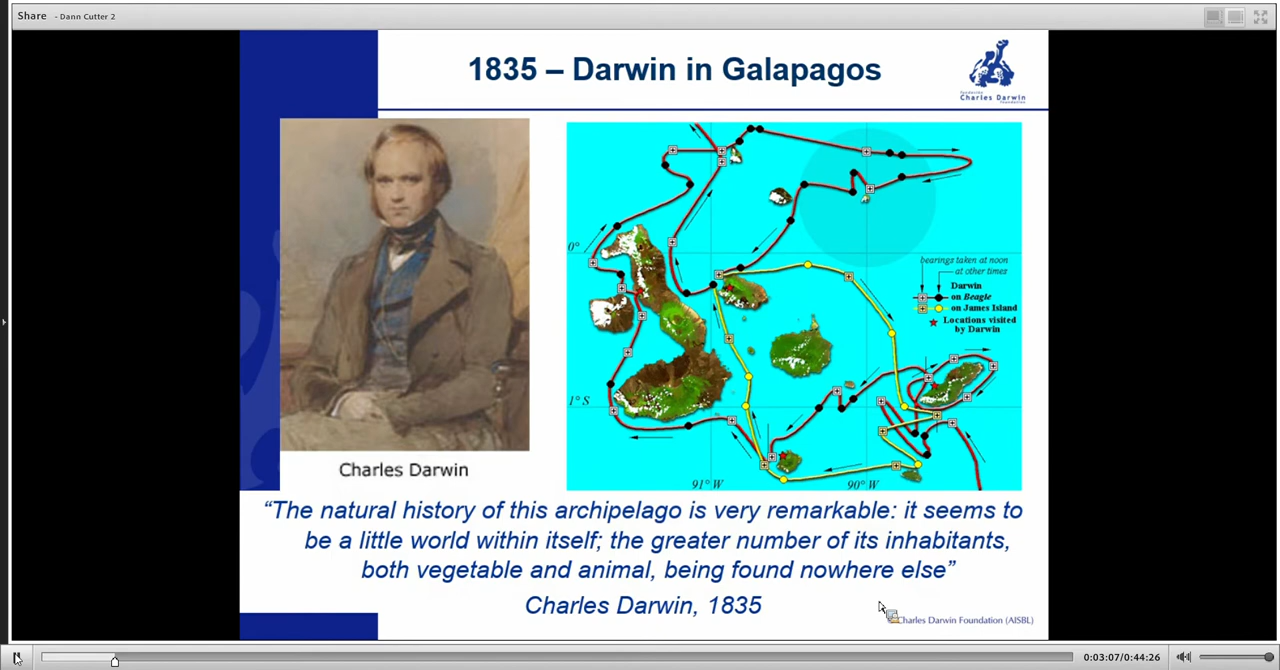 Share - Dann Cutter 2
1835 – Darwin in Galapagos
Charles Darwin
0°
bearings taken at noon
at other times
Darwin
on Beagle
on James Island
Locations visited
by Darwin
1° S
91° W
90° W
Charles Darwin
“The natural history of this archipelago is very remarkable: it seems to
be a little world within itself; the greater number of its inhabitants,
both vegetable and animal, being found nowhere else”
Charles Darwin, 1835
Charles Darwin Foundation (AISBL)
0:03:07/0:44:26